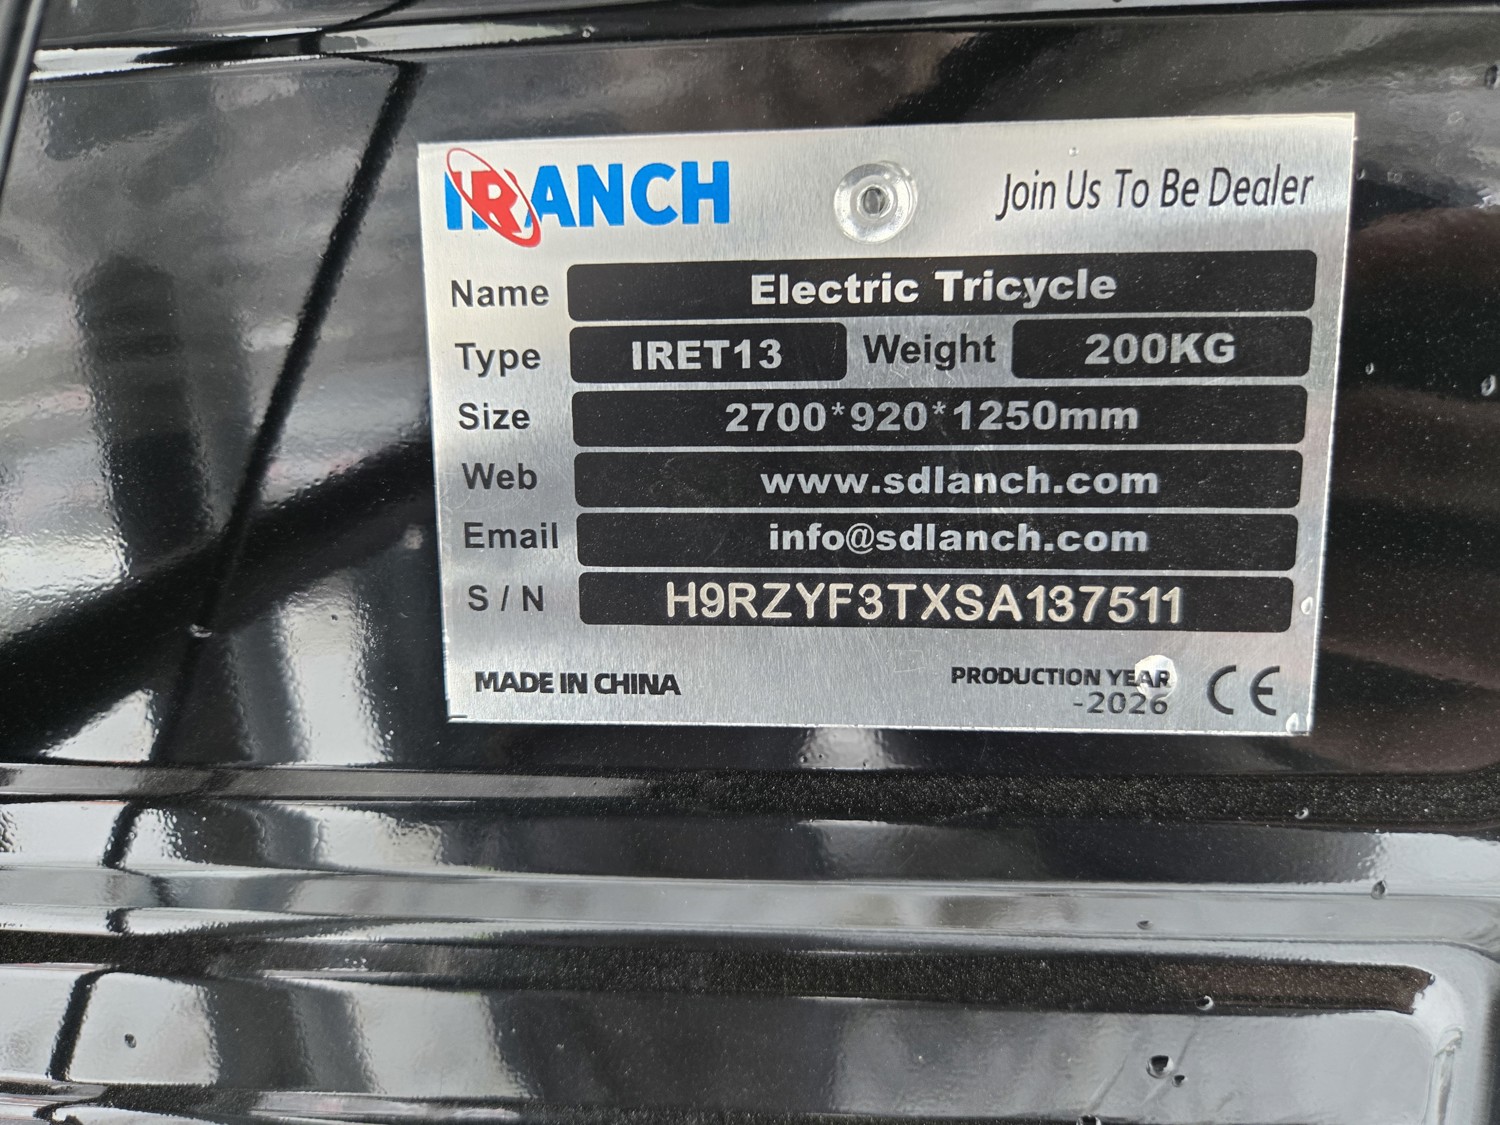 IRANCH
Join Us To Be Dealer
Name Electric Tricycle
Type IRET13 Weight 200KG
Size 2700*920*1250mm
Web www.sdlanch.com
Email info@sdlanch.com
S / N H9RZYF3TXSA137511
MADE IN CHINA
PRODUCTION YEAR
-2026
CE